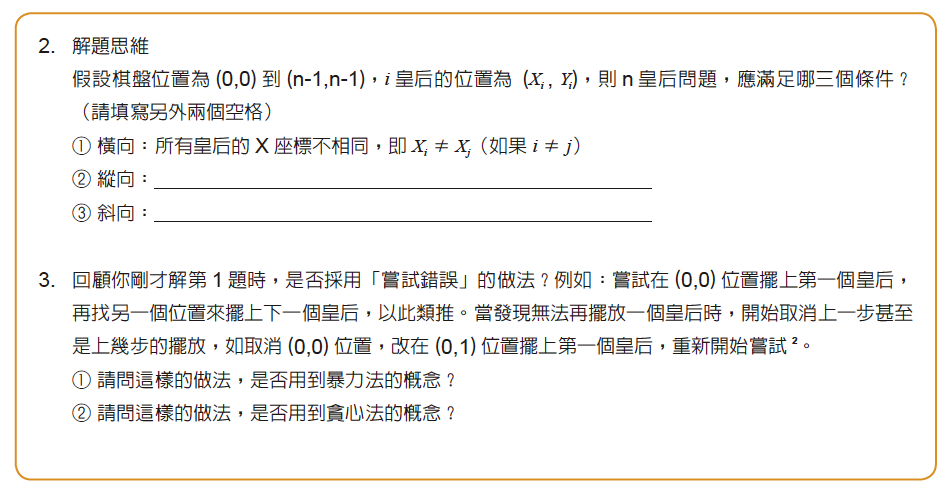 2. 解題思維
假設棋盤位置為 (0,0) 到 (n-1,n-1)，i 皇后的位置為 (Xᵢ, Yᵢ)，則 n 皇后問題，應滿足哪三個條件？
（請填寫另外兩個空格）
① 橫向：所有皇后的 X 座標不相同，即 Xᵢ ≠ Xⱼ（如果 i ≠ j）
② 縱向：
③ 斜向：
3. 回顧你剛才解第 1 題時，是否採用「嘗試錯誤」的做法？例如：嘗試在 (0,0) 位置擺上第一個皇后，
再找另一個位置來擺上下一個皇后，以此類推。當發現無法再擺放一個皇后時，開始取消上一步甚至
是上幾步的擺放，如取消 (0,0) 位置，改在 (0,1) 位置擺上第一個皇后，重新開始嘗試²。
① 請問這樣的做法，是否用到暴力法的概念？
② 請問這樣的做法，是否用到貪心法的概念？